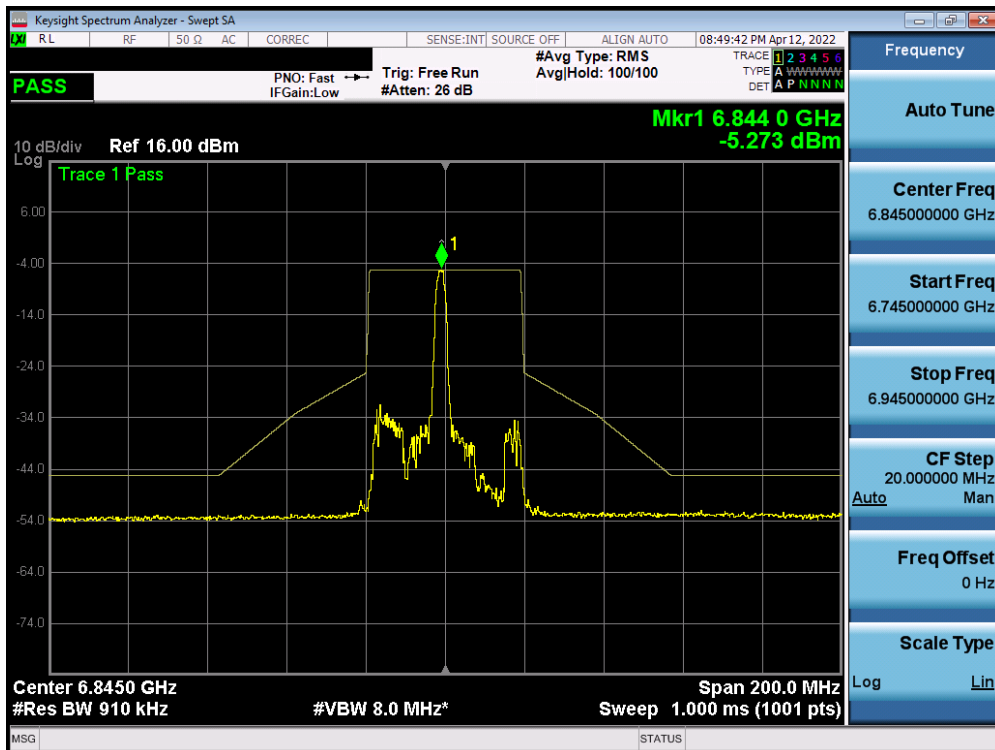 Keysight Spectrum Analyzer - Swept SA
LXI RL RF 50 Ω AC CORREC SENSE:INT SOURCE OFF ALIGN AUTO 08:49:42 PM Apr 12, 2022
PASS
PNO: Fast
IFGain:Low
Trig: Free Run
#Atten: 26 dB
#Avg Type: RMS
Avg|Hold: 100/100
TRACE 1 2 3 4 5 6
TYPE A WWWWW
DET A P N N N N
Mkr1 6.844 0 GHz
-5.273 dBm
10 dB/div Ref 16.00 dBm
Log
Trace 1 Pass
1
6.00
-4.00
-14.0
-24.0
-34.0
-44.0
-54.0
-64.0
-74.0
Center 6.8450 GHz Span 200.0 MHz
#Res BW 910 kHz #VBW 8.0 MHz* Sweep 1.000 ms (1001 pts)
MSG STATUS
Frequency
Auto Tune
Center Freq
6.845000000 GHz
Start Freq
6.745000000 GHz
Stop Freq
6.945000000 GHz
CF Step
20.000000 MHz
Auto Man
Freq Offset
0 Hz
Scale Type
Log Lin